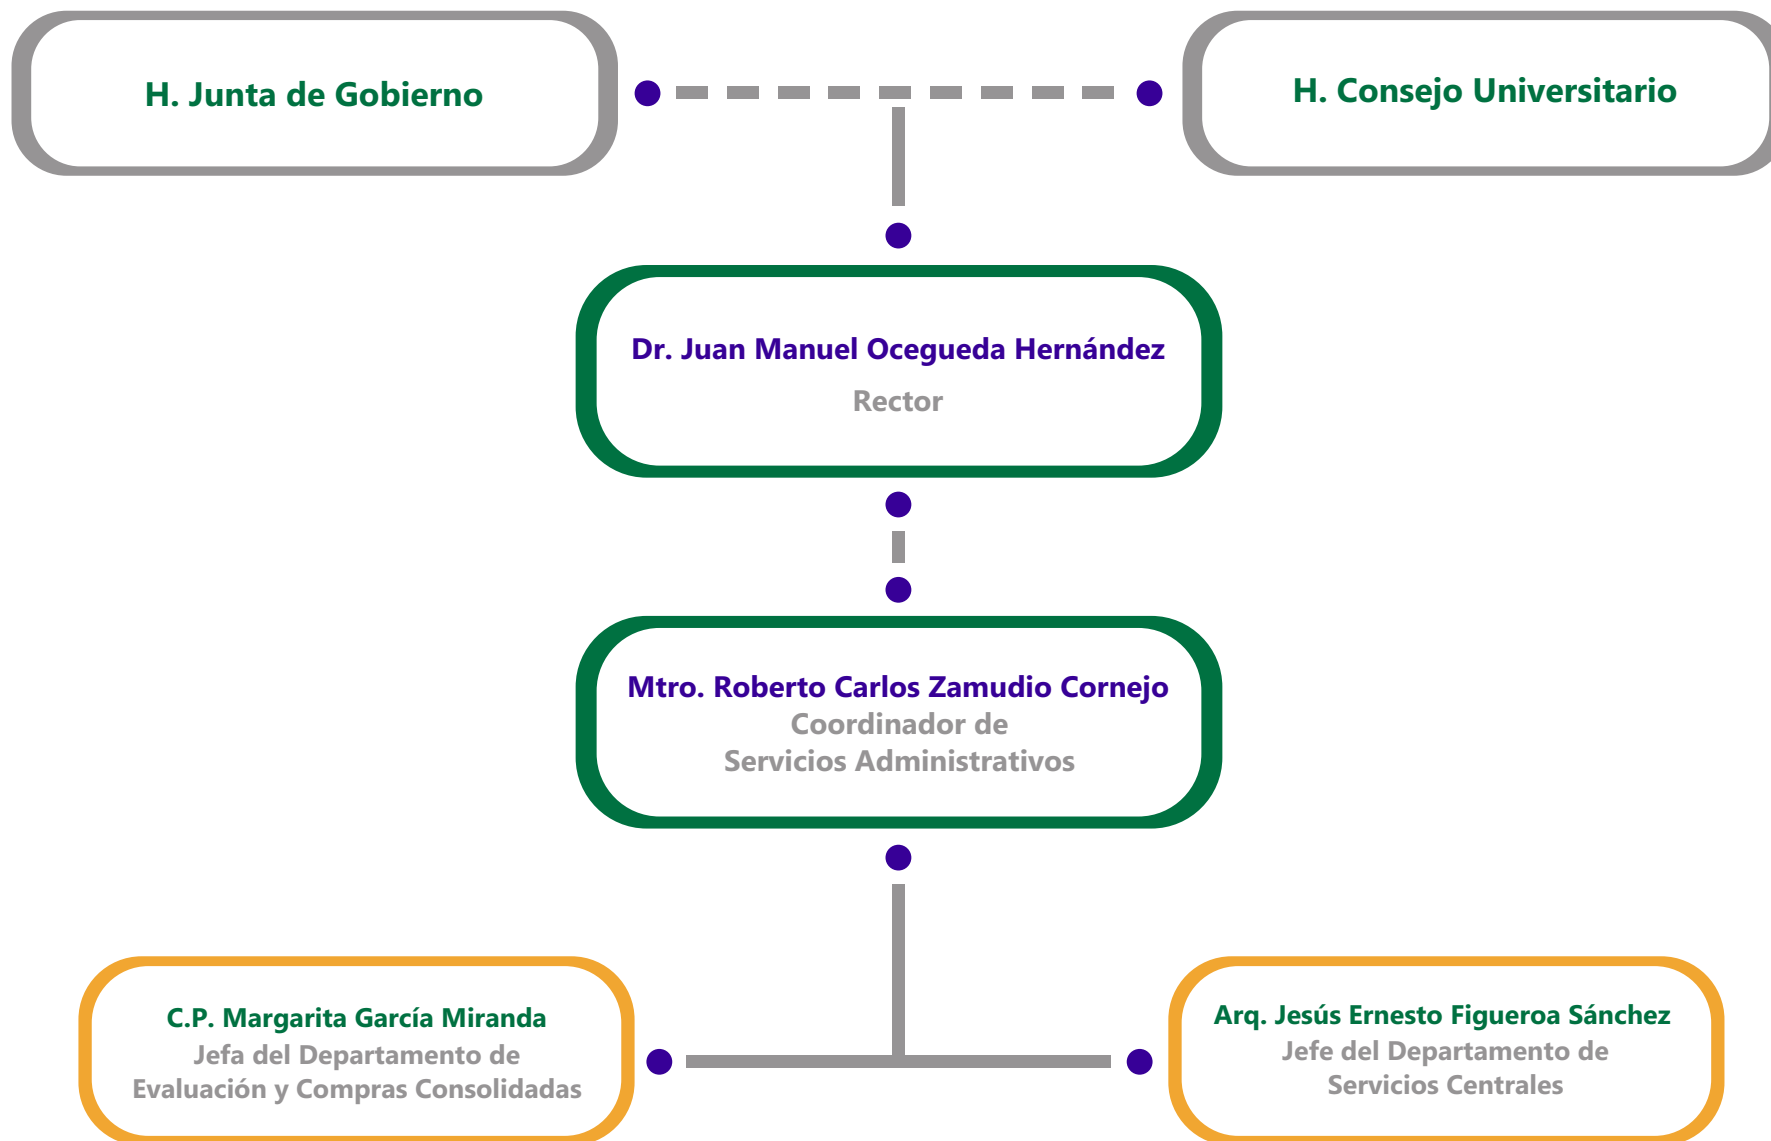 H. Junta de Gobierno
H. Consejo Universitario
Dr. Juan Manuel Ocegueda Hernández
Rector
Mtro. Roberto Carlos Zamudio Cornejo
Coordinador de
Servicios Administrativos
C.P. Margarita García Miranda
Jefa del Departamento de
Evaluación y Compras Consolidadas
Arq. Jesús Ernesto Figueroa Sánchez
Jefe del Departamento de
Servicios Centrales